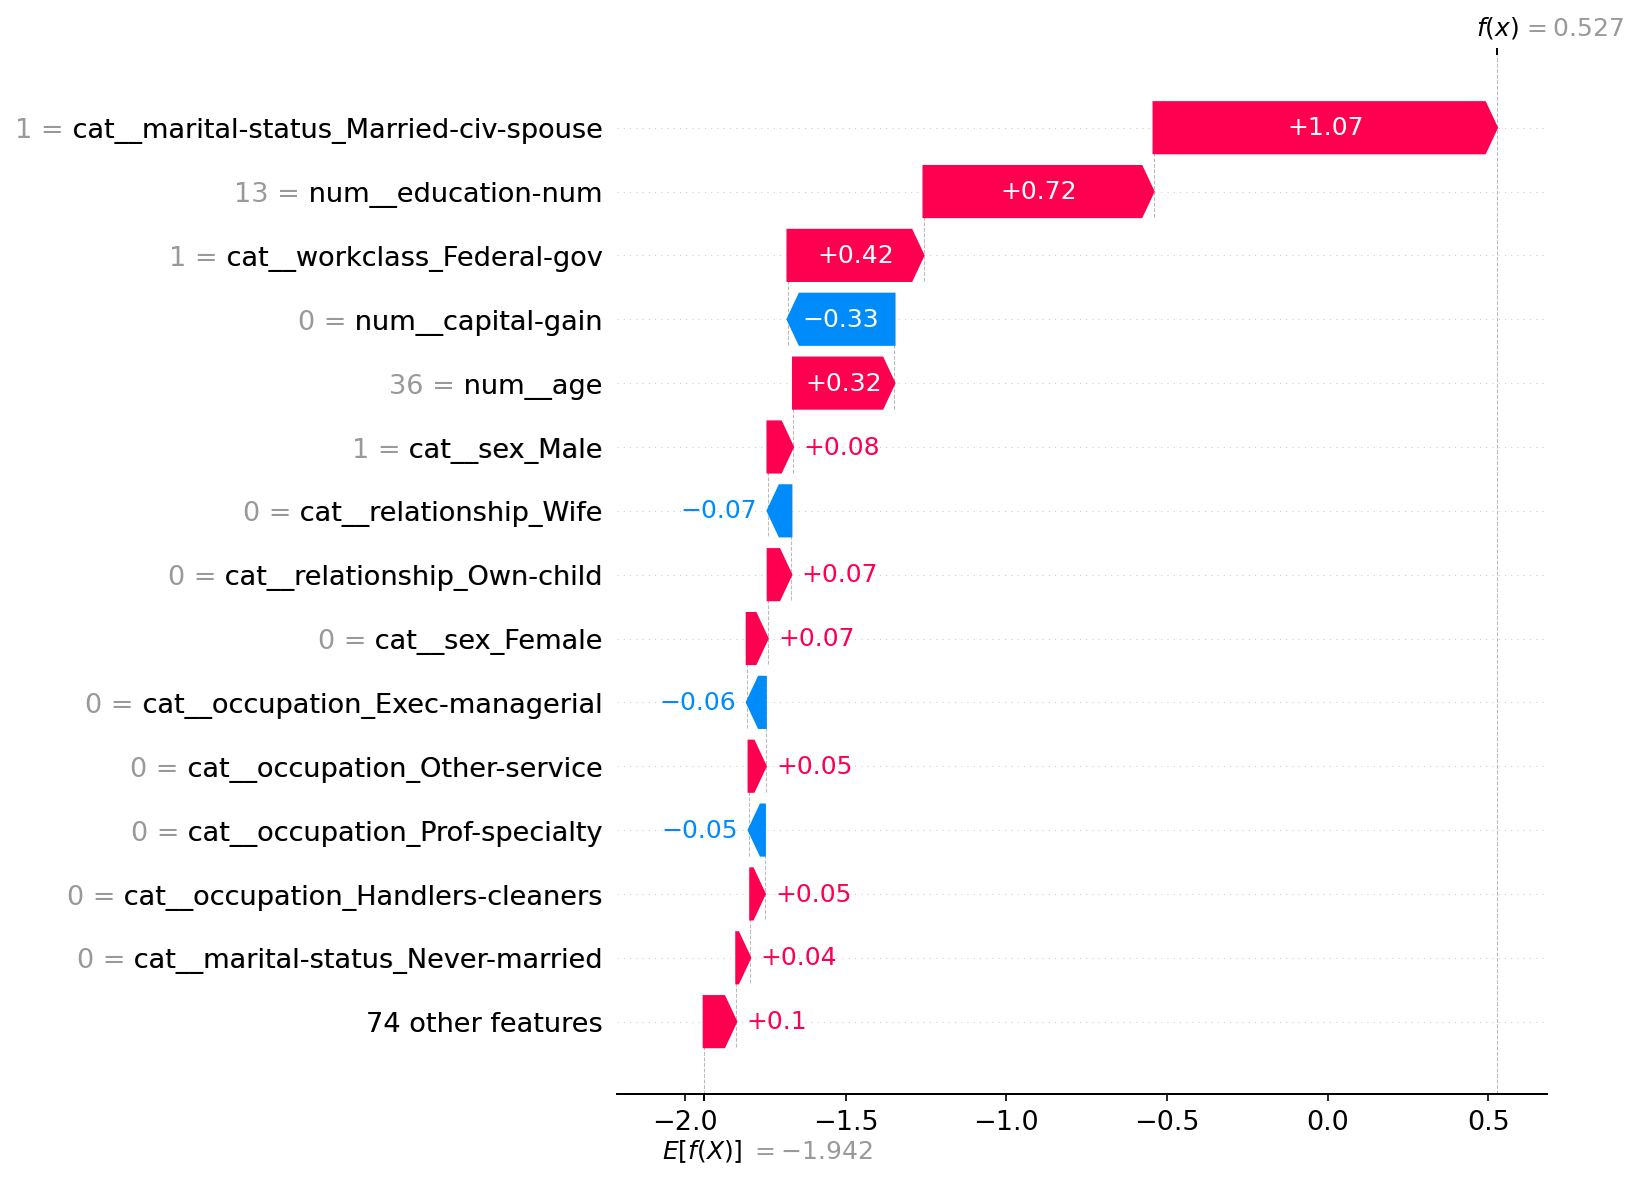 f(x) = 0.527
1 = cat__marital-status_Married-civ-spouse +1.07
13 = num__education-num +0.72
1 = cat__workclass_Federal-gov +0.42
0 = num__capital-gain −0.33
36 = num__age +0.32
1 = cat__sex_Male +0.08
0 = cat__relationship_Wife −0.07
0 = cat__relationship_Own-child +0.07
0 = cat__sex_Female +0.07
0 = cat__occupation_Exec-managerial −0.06
0 = cat__occupation_Other-service +0.05
0 = cat__occupation_Prof-specialty −0.05
0 = cat__occupation_Handlers-cleaners +0.05
0 = cat__marital-status_Never-married +0.04
74 other features +0.1
−2.0 −1.5 −1.0 −0.5 0.0 0.5
E[f(X)] = −1.942